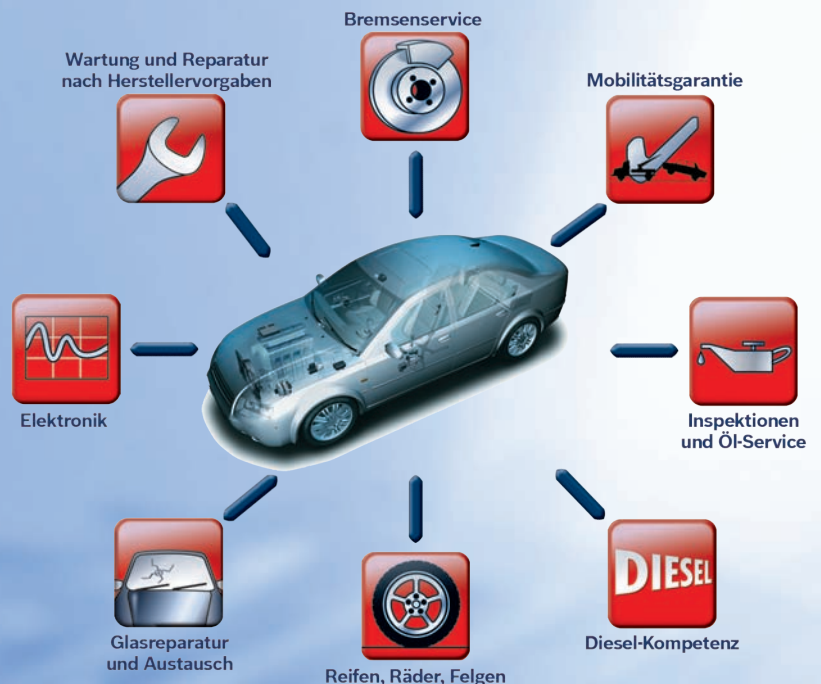 Bremsenservice
Wartung und Reparatur
nach Herstellervorgaben
Mobilitätsgarantie
Elektronik
Inspektionen
und Öl-Service
DIESEL
Glasreparatur
und Austausch
Diesel-Kompetenz
Reifen, Räder, Felgen